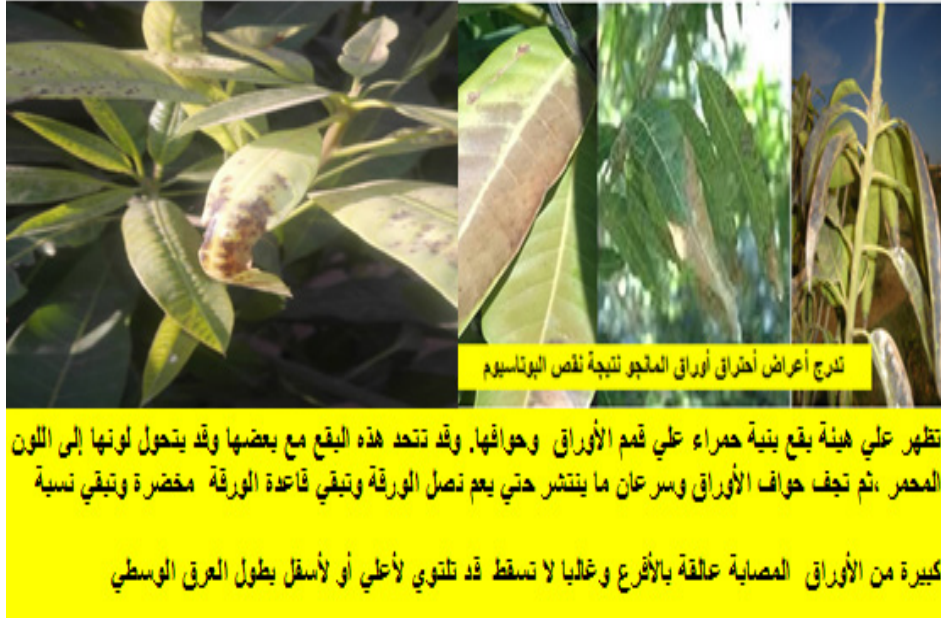 تدرج أعراض أحتراق أوراق المانجو نتيجة نقص البوتاسيوم
تظهر علي هيئة بقع بنية حمراء علي قمم الأوراق وحوافها. وقد تتحد هذه البقع مع بعضها وقد يتحول لونها إلى اللون
المحمر ،ثم تجف حواف الأوراق وسرعان ما ينتشر حتي يعم نصل الورقة وتبقي قاعدة الورقة مخضرة وتبقي نسبة
كبيرة من الأوراق المصابة عالقة بالأفرع وغالبا لا تسقط قد تلتوي لأعلي أو لأسفل بطول العرق الوسطي